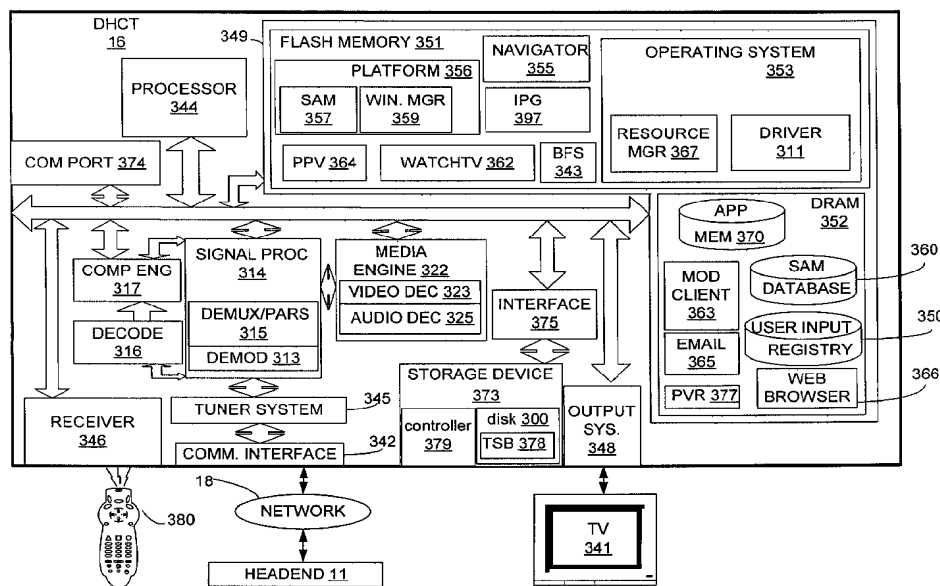 DHCT
16
349
FLASH MEMORY 351
NAVIGATOR
355
OPERATING SYSTEM
353
PLATFORM 356
PROCESSOR
344
SAM
357
WIN. MGR
359
IPG
397
RESOURCE
MGR 367
DRIVER
311
COM PORT 374
PPV 364
WATCHTV 362
BFS
343
DRAM
352
APP
MEM 370
SIGNAL PROC
314
MEDIA
ENGINE 322
COMP ENG
317
VIDEO DEC 323
AUDIO DEC 325
INTERFACE
375
MOD
CLIENT
363
SAM
DATABASE
360
DEMUX/PARS
315
DECODE
316
DEMOD 313
USER INPUT
REGISTRY
350
EMAIL
365
WEB
BROWSER
366
PVR 377
STORAGE DEVICE
373
TUNER SYSTEM
345
RECEIVER
346
controller
379
disk 300
TSB 378
OUTPUT
SYS.
348
COMM. INTERFACE
342
18
NETWORK
380
TV
341
HEADEND 11